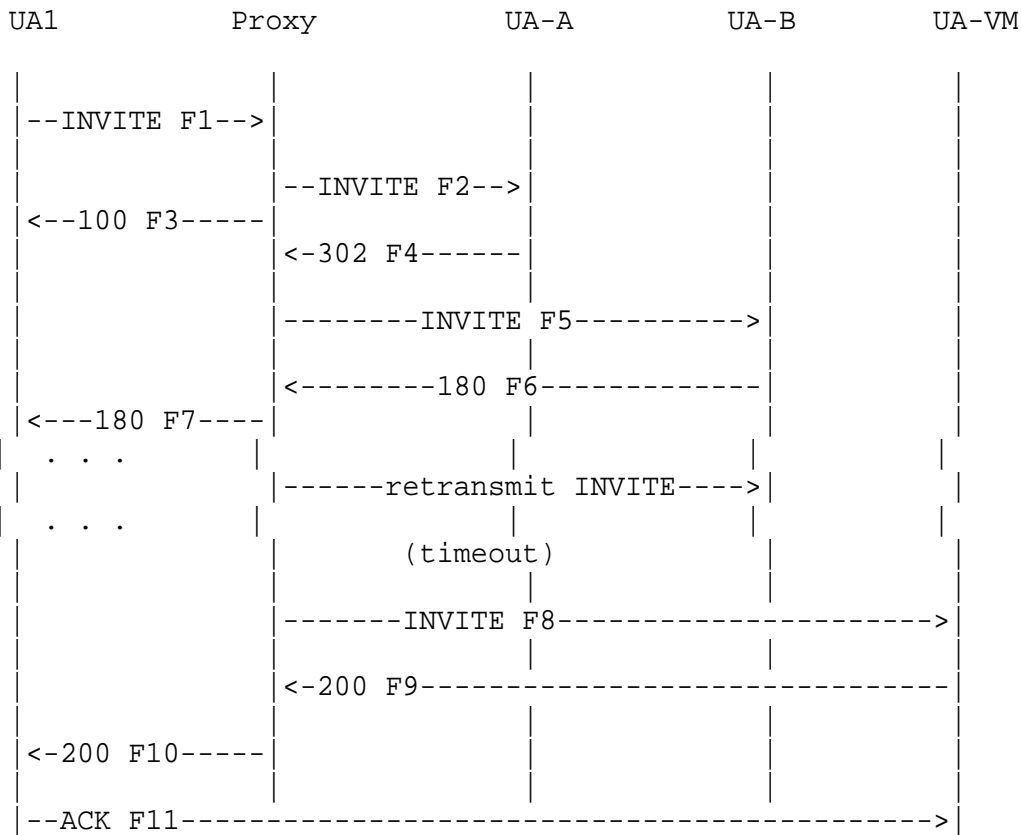 UA1 Proxy UA-A UA-B UA-VM
| | | | |
|--INVITE F1-->| | | |
| | | | |
| |--INVITE F2-->| | |
|<--100 F3-----| | | |
| |<-302 F4------| | |
| | | | |
| |--------INVITE F5---------->| |
| | | | |
| |<--------180 F6-------------| |
|<---180 F7----| | | |
| . . . | | | |
| |------retransmit INVITE---->| |
| . . . | | | |
| | (timeout) | |
| | | | |
| |-------INVITE F8---------------------->|
| | | | |
| |<-200 F9-------------------------------|
| | | | |
|<-200 F10-----| | | |
| | | | |
|--ACK F11-------------------------------------------->|